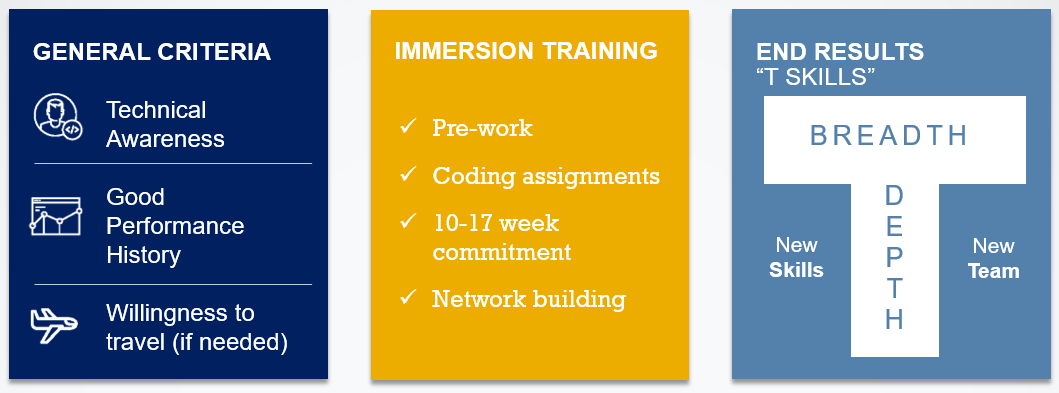 GENERAL CRITERIA
Technical
Awareness
Good
Performance
History
Willingness to
travel (if needed)
IMMERSION TRAINING
Pre-work
Coding assignments
10-17 week
commitment
Network building
END RESULTS
“T SKILLS”
BREADTH
DEPTH
New
Skills
New
Team